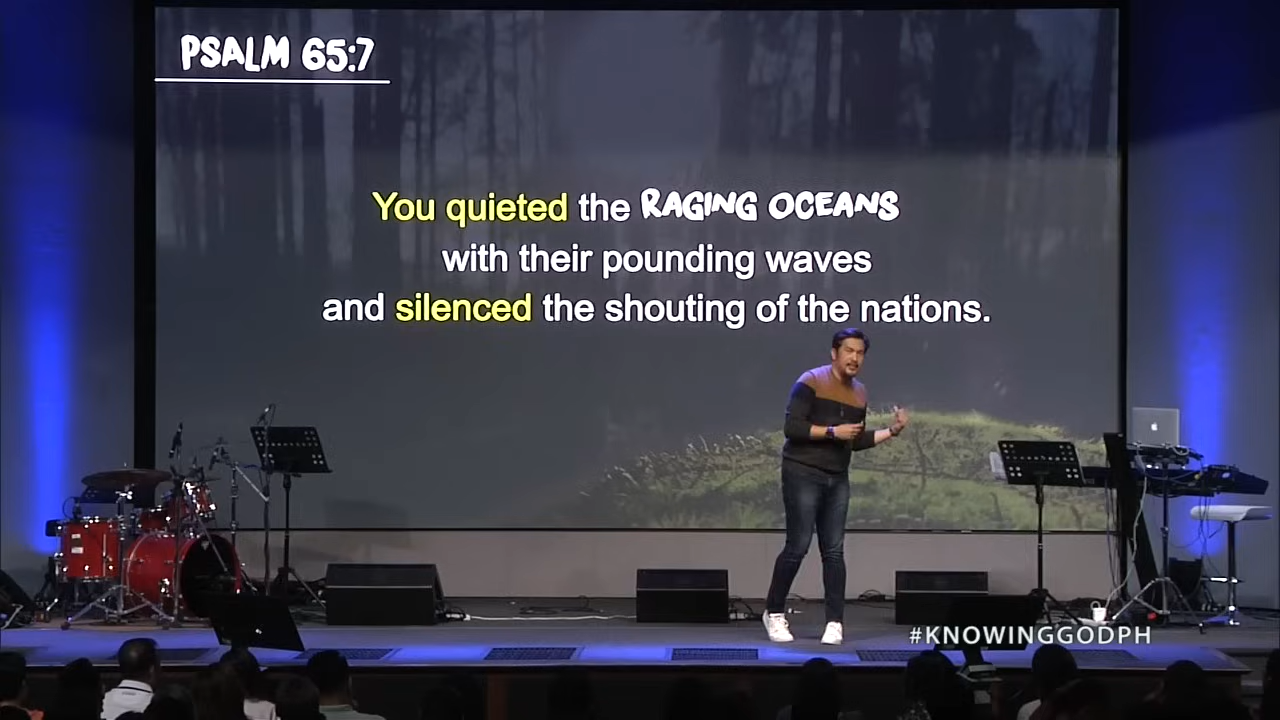 PSALM 65:7
You quieted the RAGING OCEANS
with their pounding waves
and silenced the shouting of the nations.
#KNOWINGGODPH